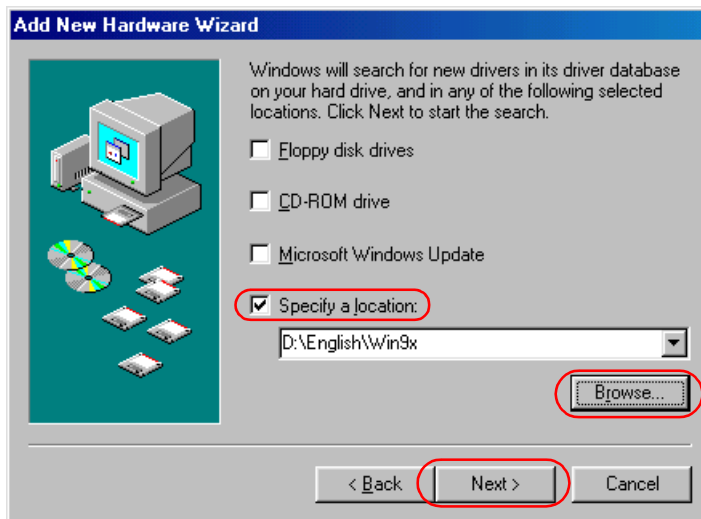 Add New Hardware Wizard
Windows will search for new drivers in its driver database
on your hard drive, and in any of the following selected
locations. Click Next to start the search.
Floppy disk drives
CD-ROM drive
Microsoft Windows Update
Specify a location:
D:\English\Win9x
Browse...
< Back
Next >
Cancel